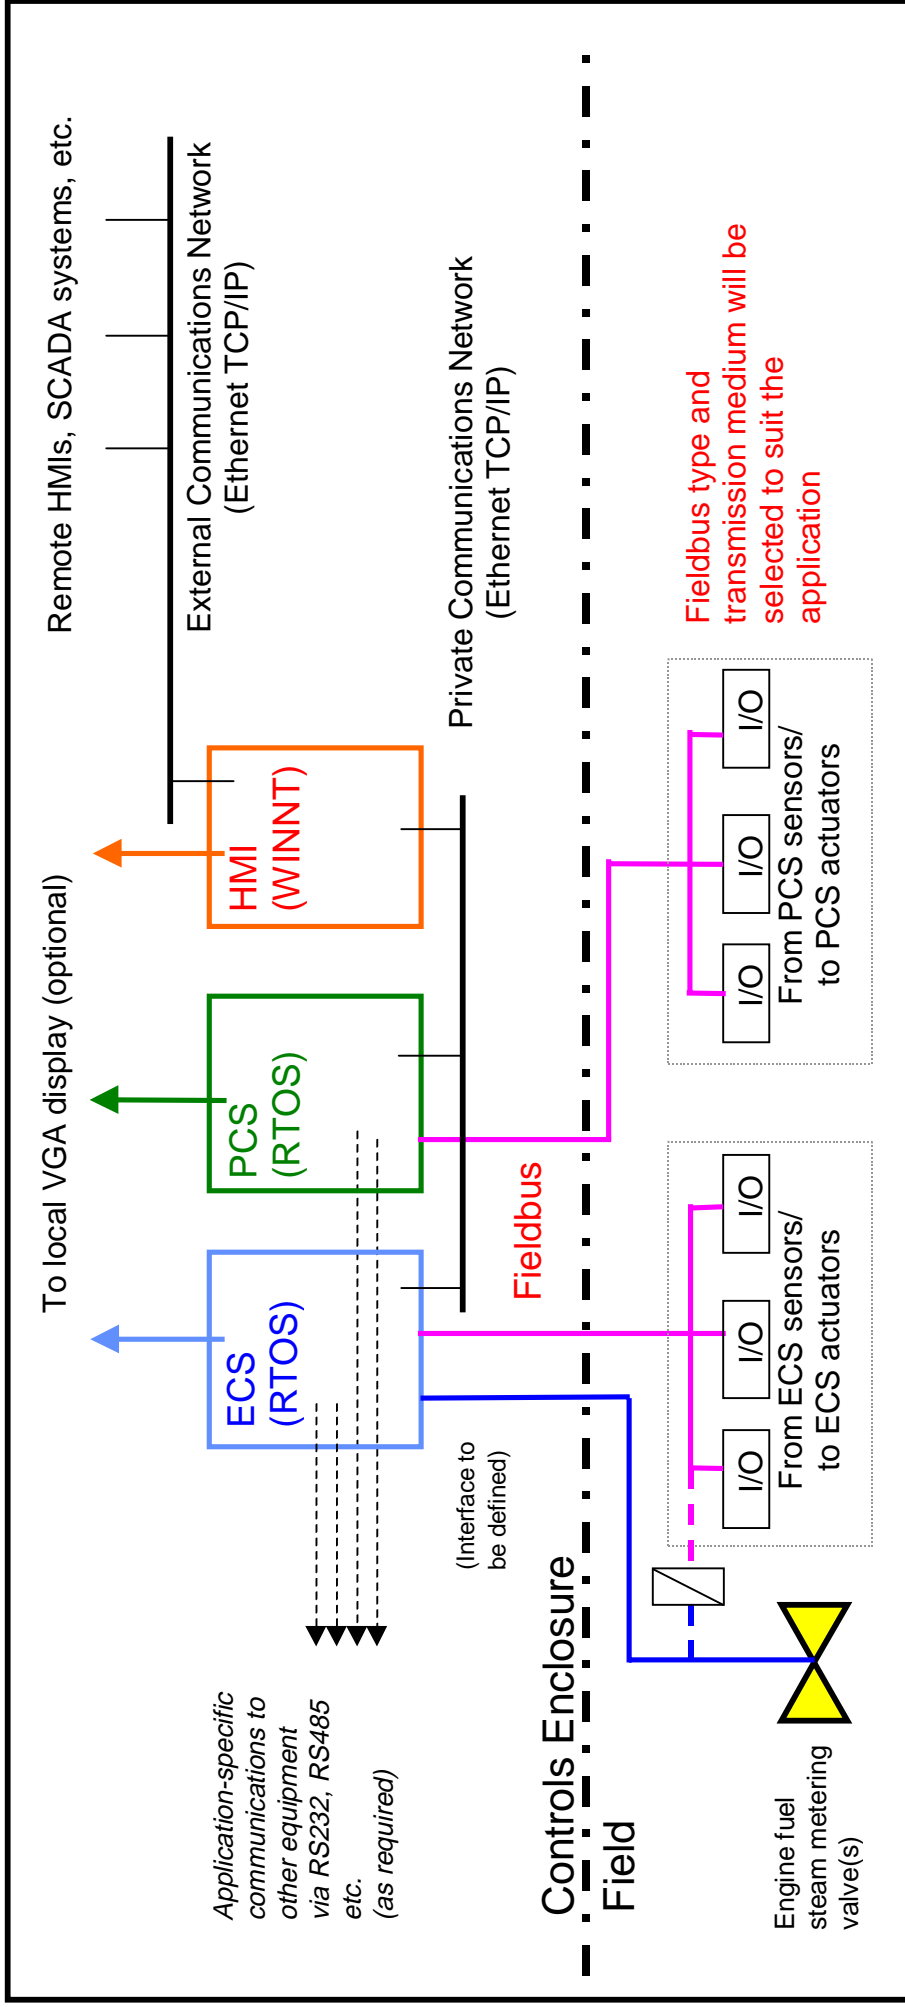 Remote HMIs, SCADA systems, etc.
To local VGA display (optional)
External Communications Network
(Ethernet TCP/IP)
ECS
(RTOS)
PCS
(RTOS)
HMI
(WINNT)
Application-specific
communications to
other equipment
via RS232, RS485
etc.
(as required)
Private Communications Network
(Ethernet TCP/IP)
(Interface to
be defined)
Fieldbus
Controls Enclosure
Field
Fieldbus type and
transmission medium will be
selected to suit the
application
I/O
I/O
I/O
From ECS sensors/
to ECS actuators
I/O
I/O
I/O
From PCS sensors/
to PCS actuators
Engine fuel
steam metering
valve(s)